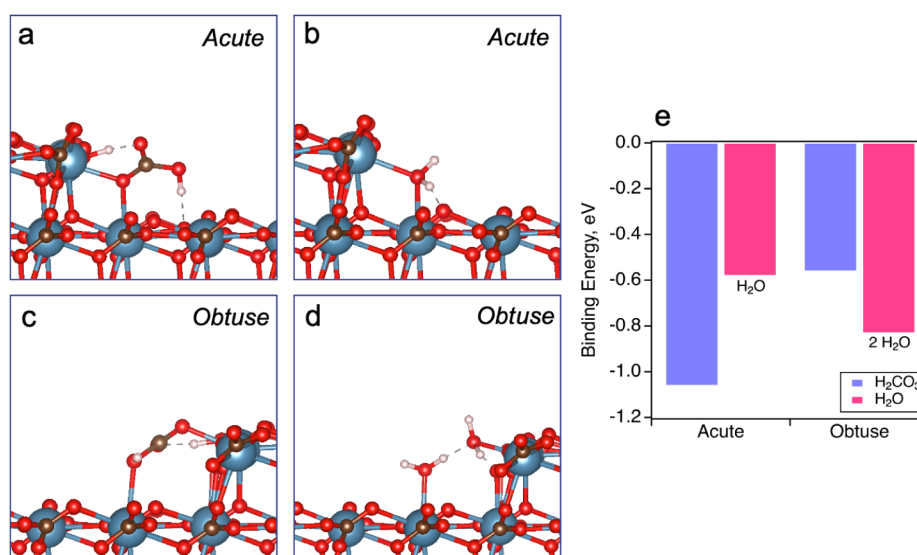 a
Acute
b
Acute
c
Obtuse
d
Obtuse
e
Binding Energy, eV
0.0
-0.2
-0.4
-0.6
-0.8
-1.0
-1.2
H₂O
2 H₂O
H₂CO₃
H₂O
Acute
Obtuse